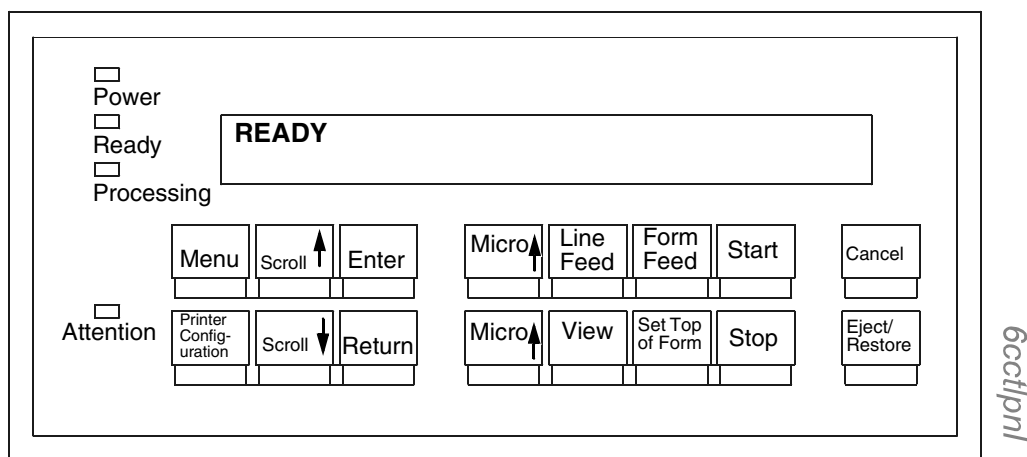 Power
Ready
Processing
READY
Menu
Scroll
Enter
Micro
Line
Feed
Form
Feed
Start
Cancel
Attention
Printer
Config-
uration
Scroll
Return
Micro
View
Set Top
of Form
Stop
Eject/
Restore
6cctlpnl